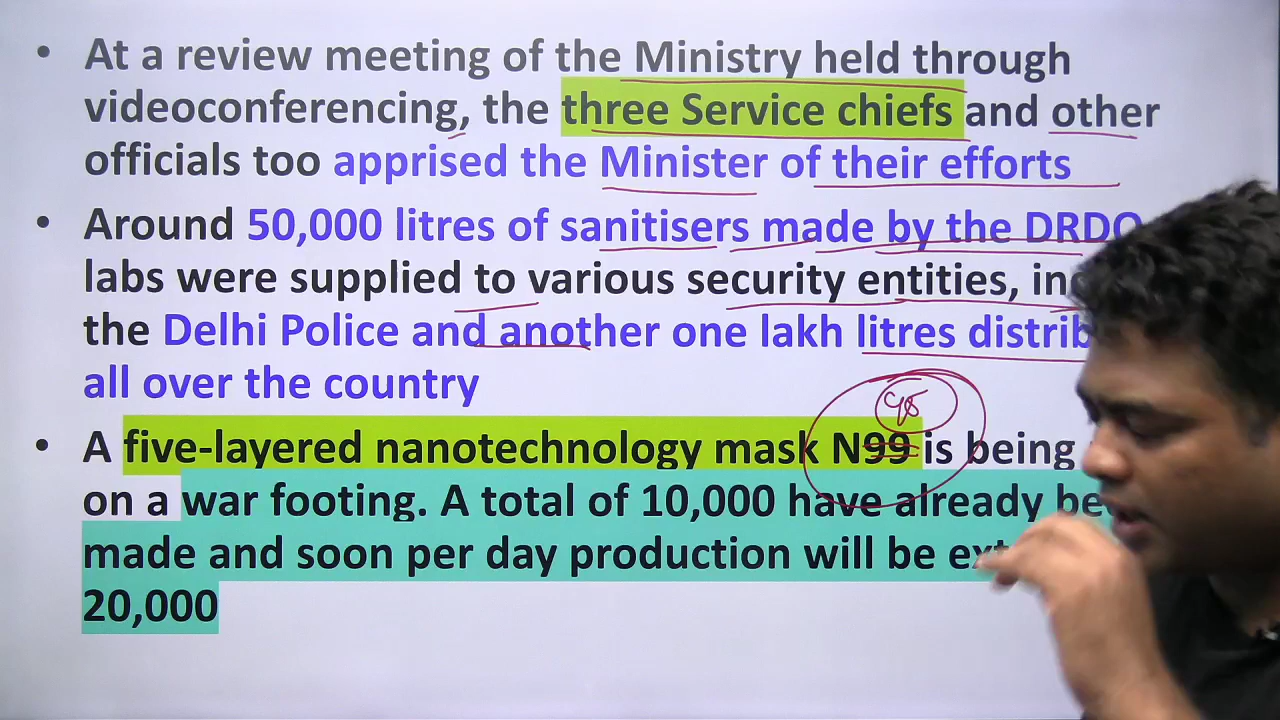 • At a review meeting of the Ministry held through
videoconferencing, the three Service chiefs and other
officials too apprised the Minister of their efforts
• Around 50,000 litres of sanitisers made by the DRDO
labs were supplied to various security entities,
the Delhi Police and another one lakh litres
all over the country
95
• A five-layered nanotechnology mask N99 is being
on a war footing. A total of 10,000 have already
made and soon per day production will be
20,000